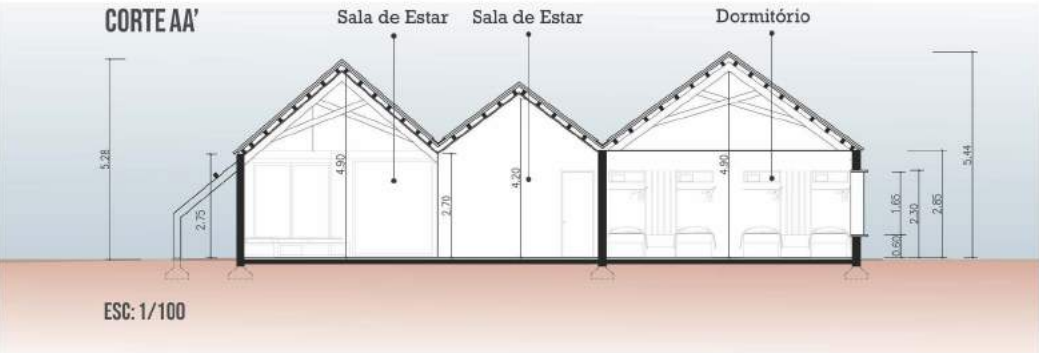 CORTE AA’
Sala de Estar
Sala de Estar
Dormitório
5.28
2.75
4.90
2.70
4.20
4.90
0.60
1.65
2.30
2.85
5.44
ESC: 1/100